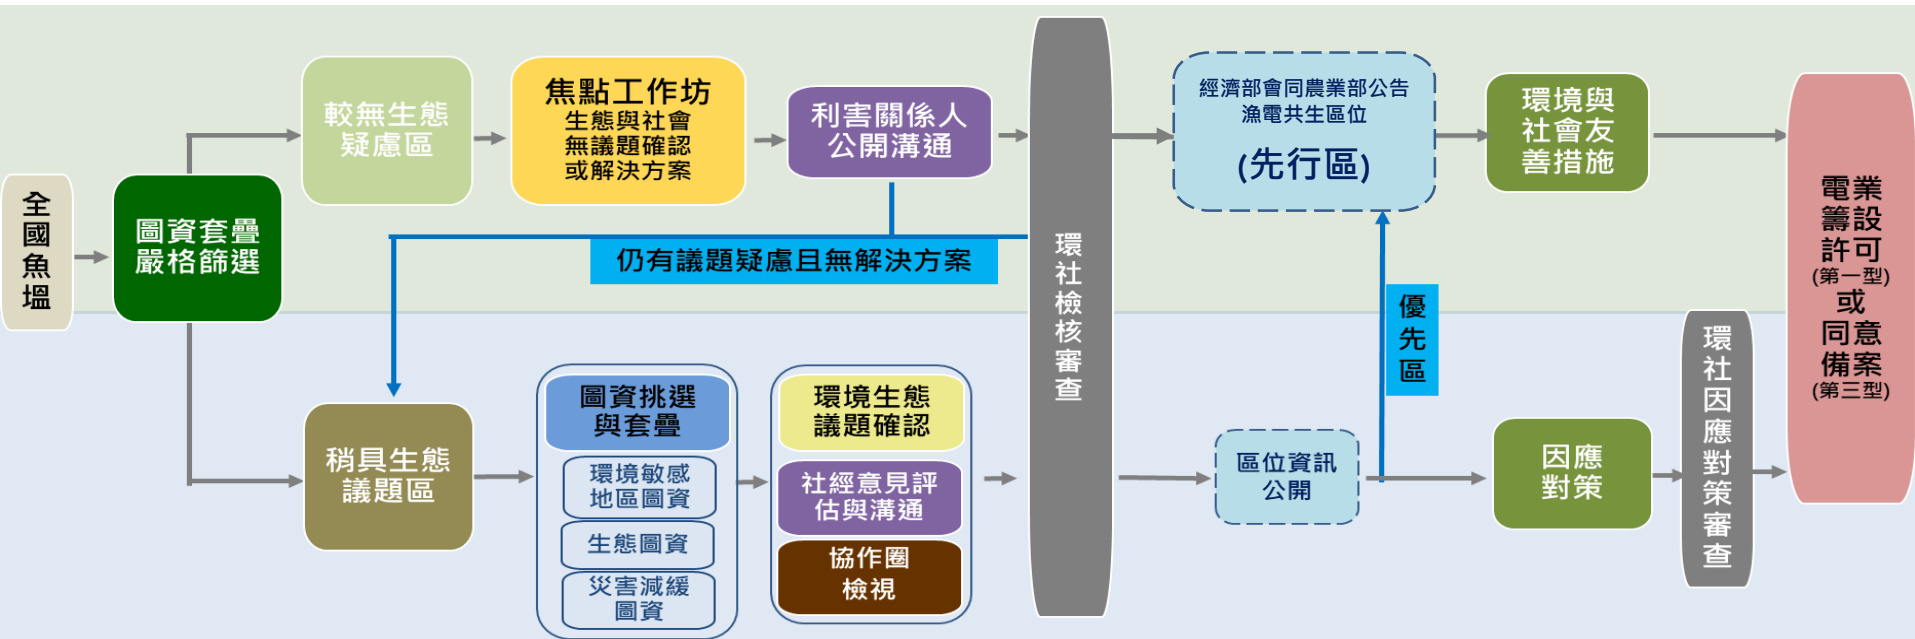 全
國
魚
塭
圖資套疊
嚴格篩選
較無生態
疑慮區
焦點工作坊
生態與社會
無議題確認
或解決方案
利害關係人
公開溝通
仍有議題疑慮且無解決方案
環
社
檢
核
審
查
經濟部會同農業部公告
漁電共生區位
(先行區)
環境與
社會友
善措施
電業
籌設
許可
(第一型)
或
同意
備案
(第三型)
優
先
區
稍具生態
議題區
圖資挑選
與套疊
環境敏感
地區圖資
生態圖資
災害減緩
圖資
環境生態
議題確認
社經意見評
估與溝通
協作圈
檢視
區位資訊
公開
因應
對策
環
社
因
應
對
策
審
查